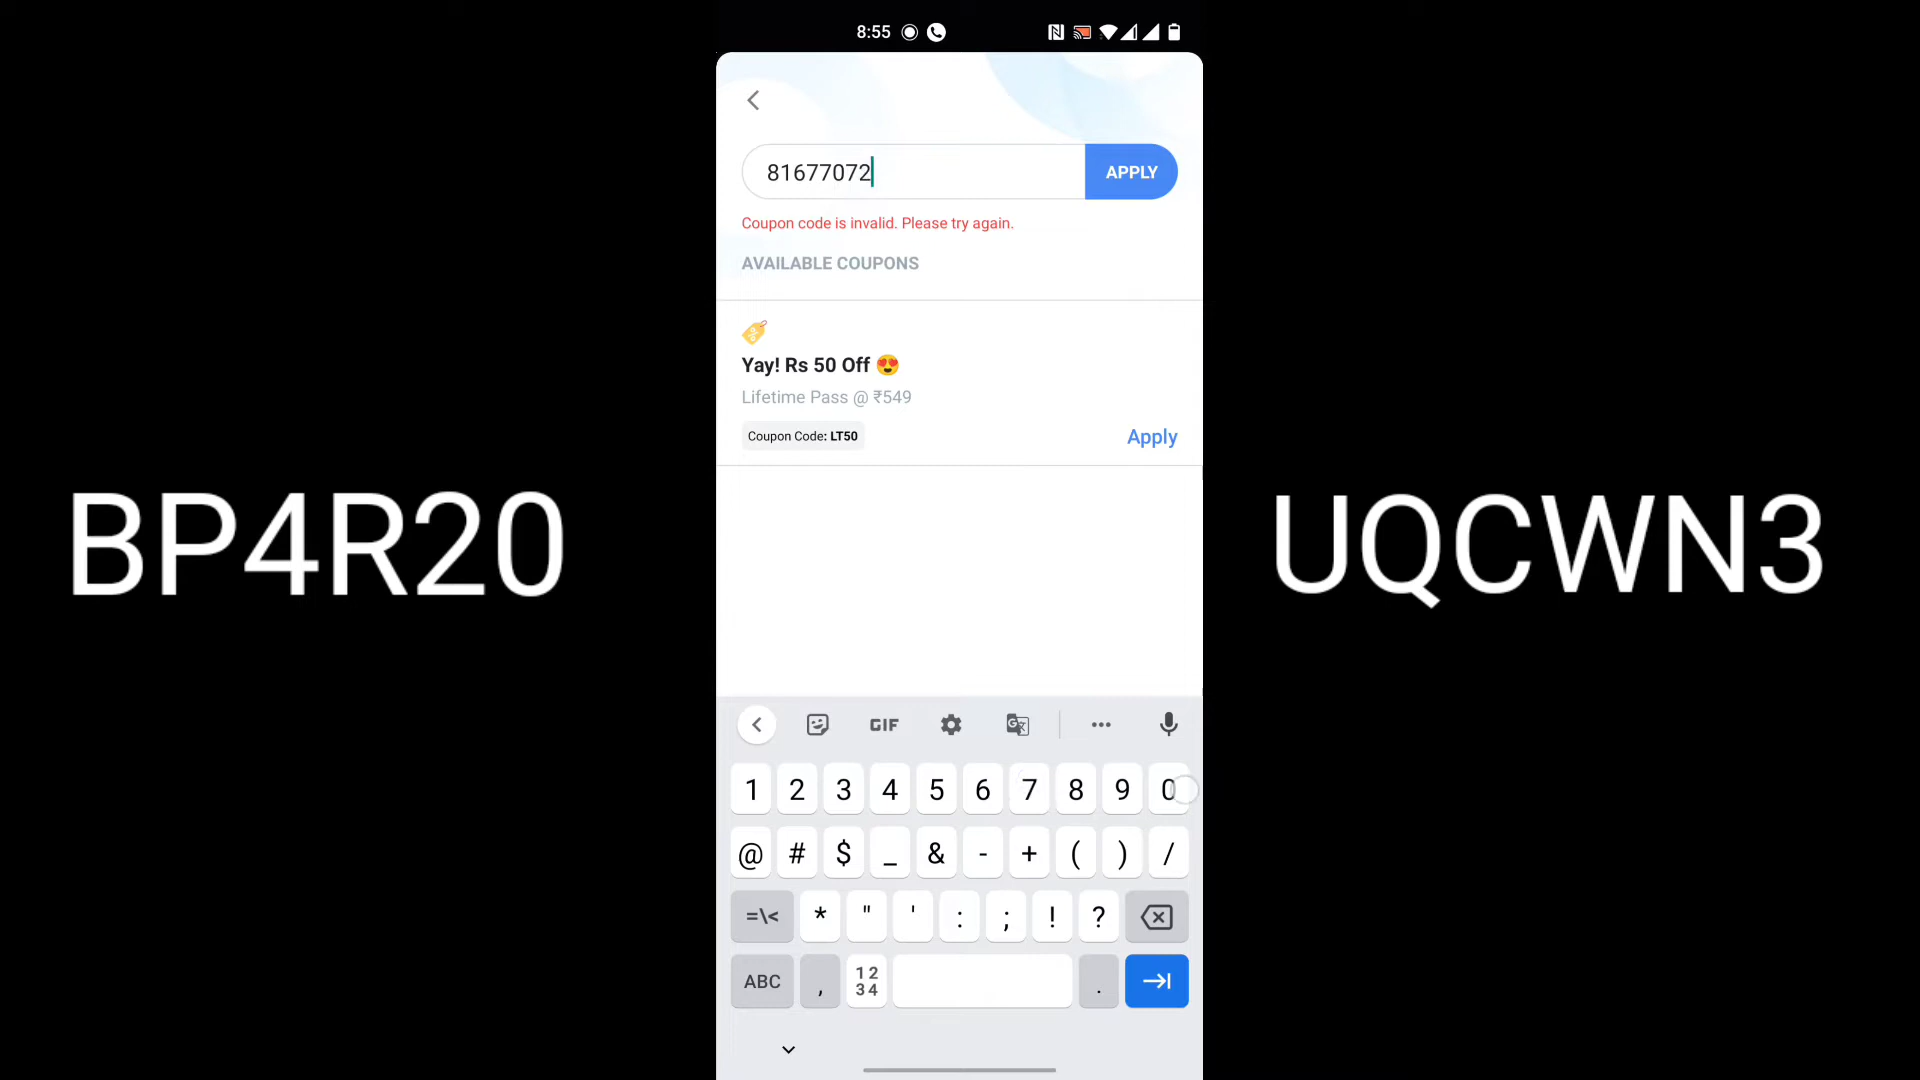 8:55
81677072
APPLY
Coupon code is invalid. Please try again.
AVAILABLE COUPONS
Yay! Rs 50 Off 😍
Lifetime Pass @ ₹549
Coupon Code: LT50
Apply
BP4R20
UQCWN3
GIF
1 2 3 4 5 6 7 8 9 0
@ # $ _ & - + ( ) /
=\< * " ' : ; ! ?
ABC , 12 34 .